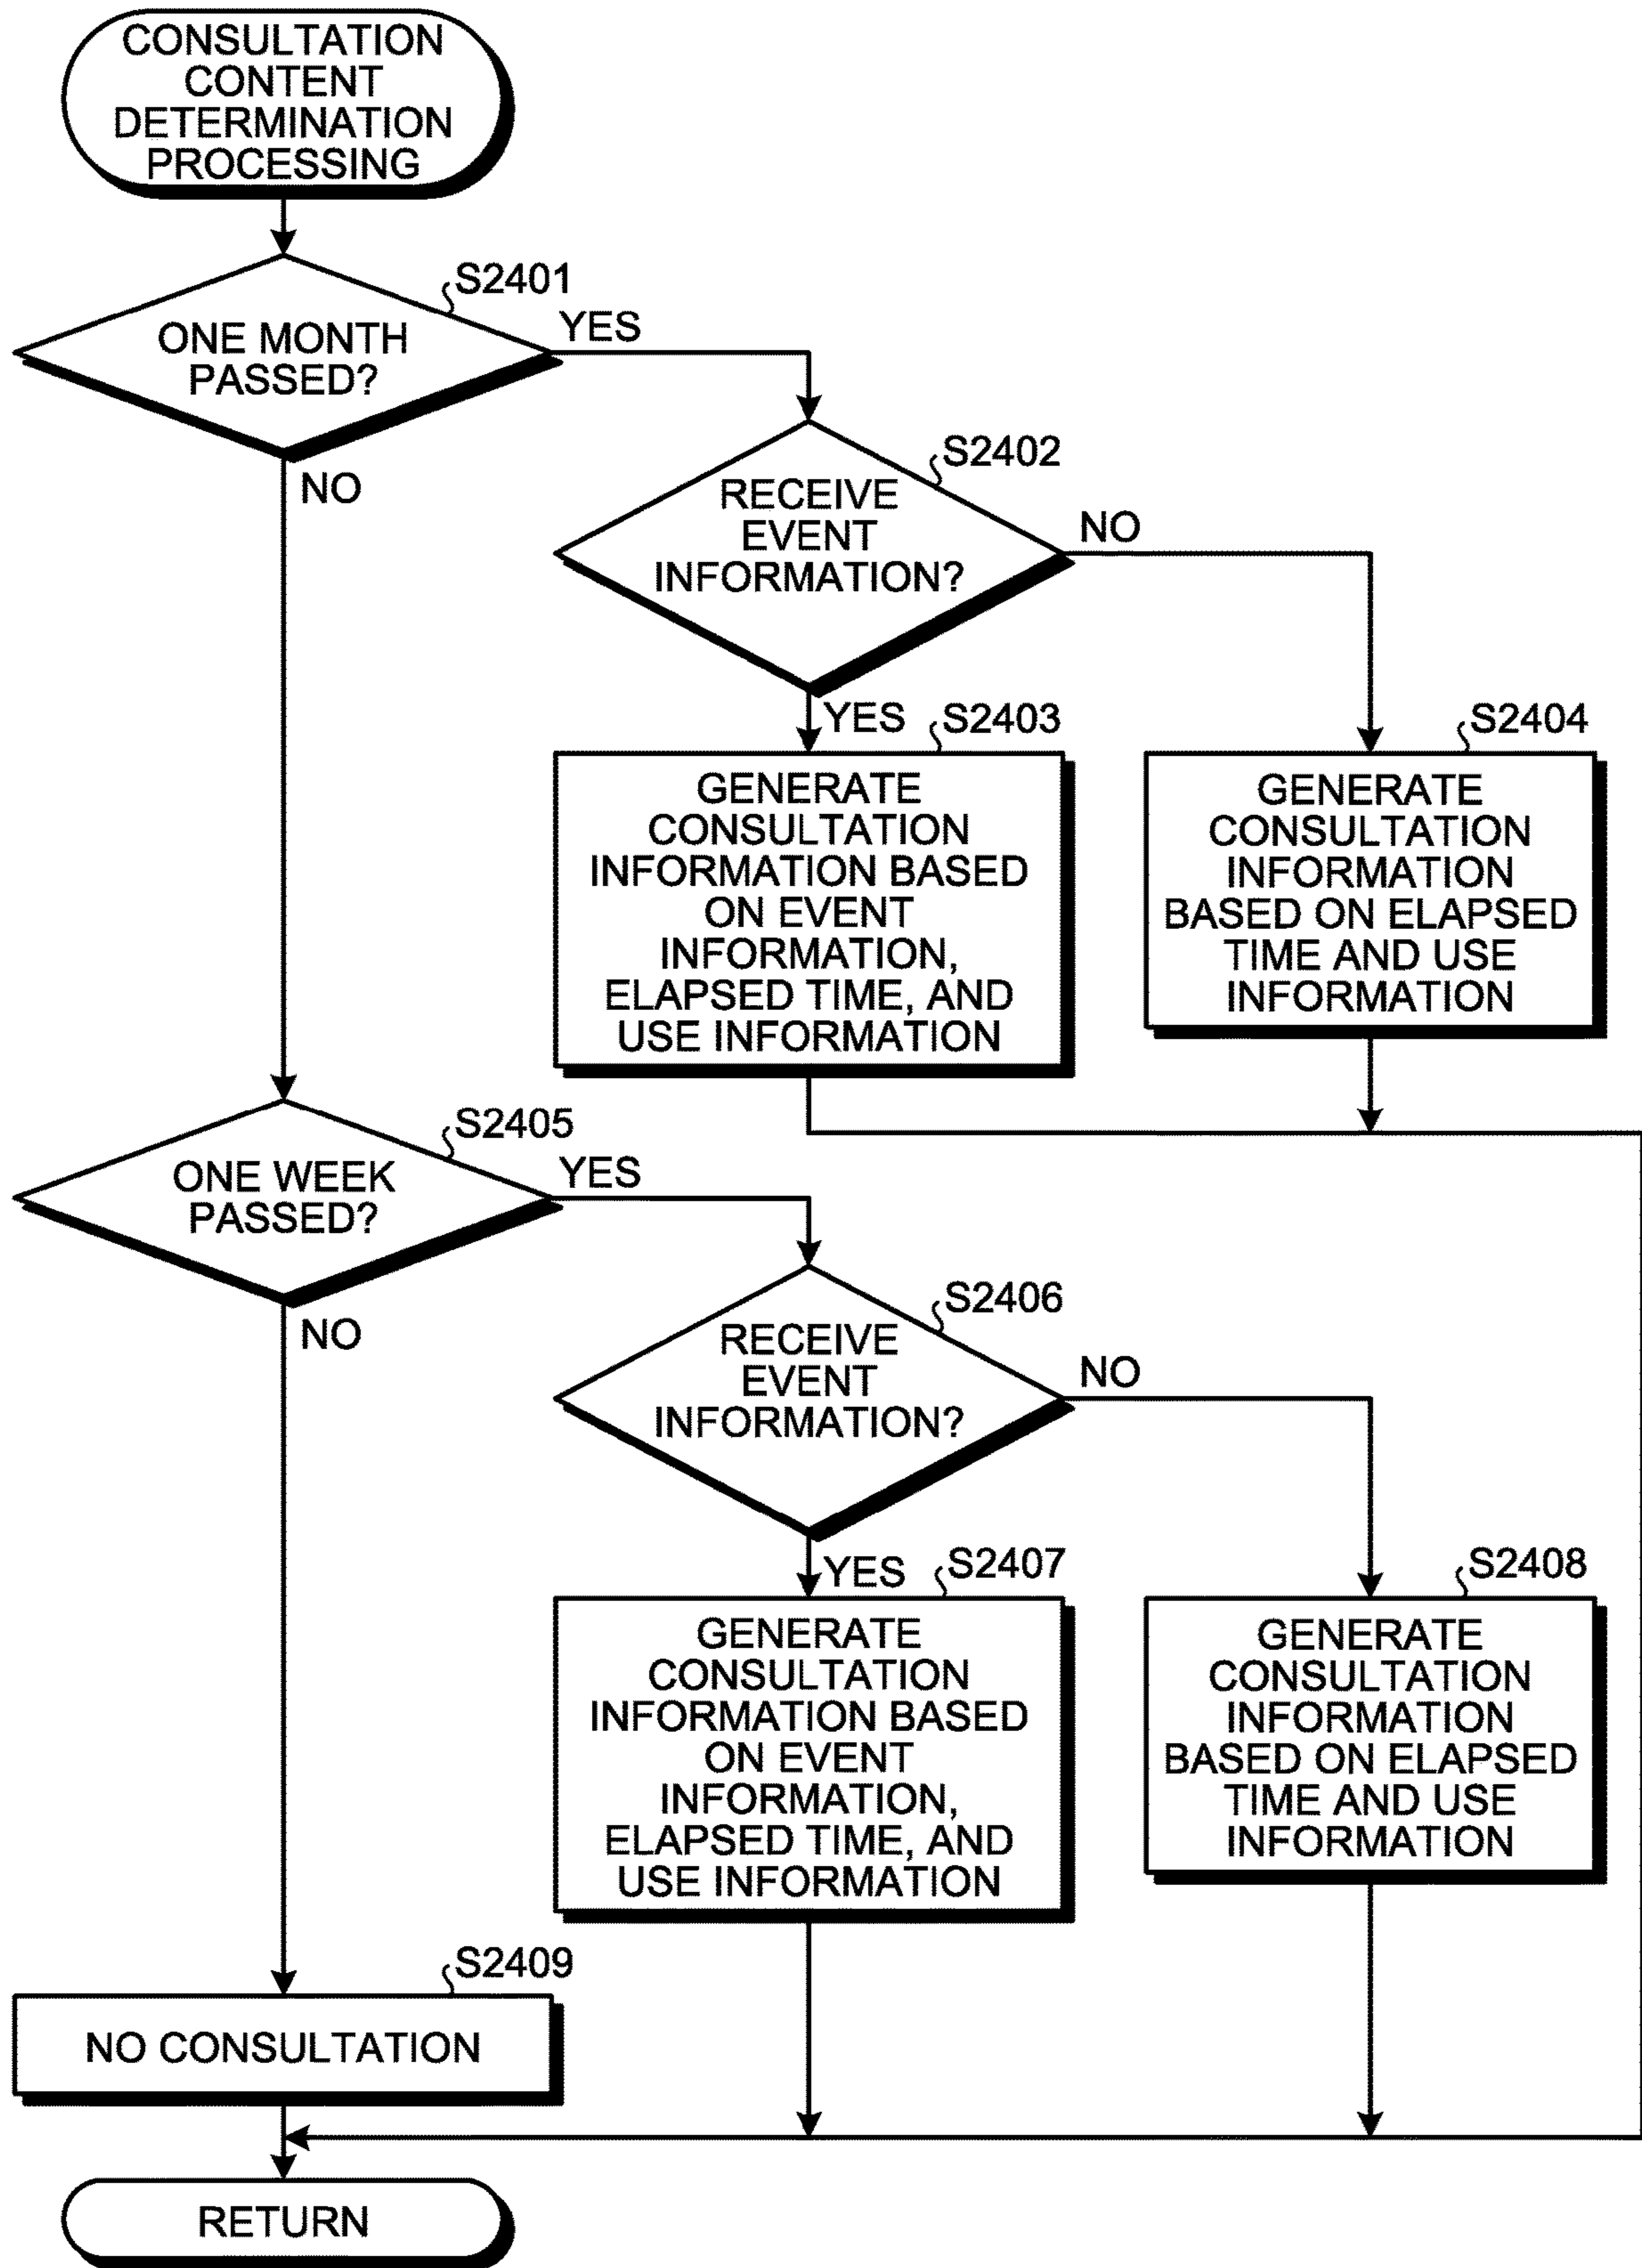 CONSULTATION
CONTENT
DETERMINATION
PROCESSING
S2401
ONE MONTH
PASSED?
YES
NO
S2402
RECEIVE
EVENT
INFORMATION?
NO
YES
S2403
GENERATE
CONSULTATION
INFORMATION BASED
ON EVENT
INFORMATION,
ELAPSED TIME, AND
USE INFORMATION
S2404
GENERATE
CONSULTATION
INFORMATION
BASED ON ELAPSED
TIME AND USE
INFORMATION
S2405
ONE WEEK
PASSED?
YES
NO
S2406
RECEIVE
EVENT
INFORMATION?
NO
YES
S2407
GENERATE
CONSULTATION
INFORMATION BASED
ON EVENT
INFORMATION,
ELAPSED TIME, AND
USE INFORMATION
S2408
GENERATE
CONSULTATION
INFORMATION
BASED ON ELAPSED
TIME AND USE
INFORMATION
S2409
NO CONSULTATION
RETURN